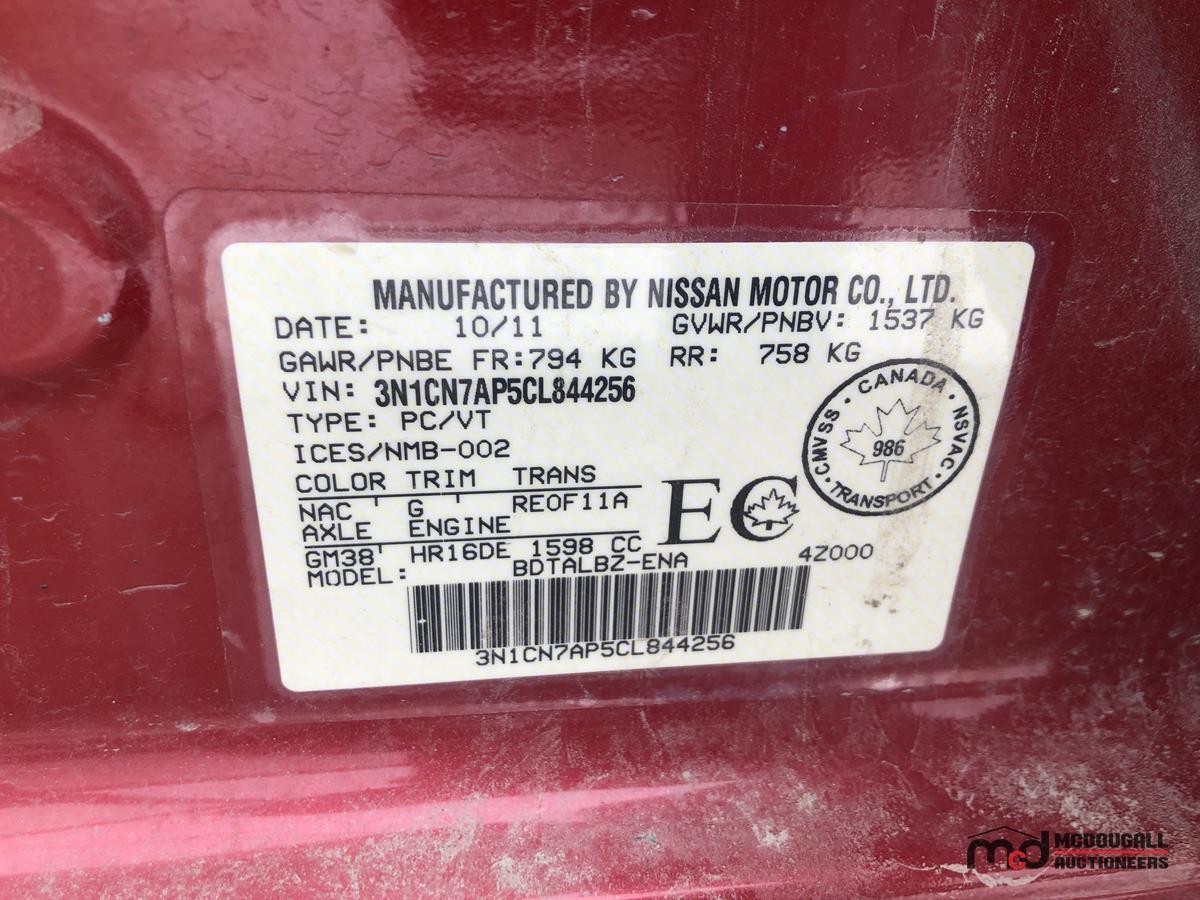 MANUFACTURED BY NISSAN MOTOR CO., LTD.
DATE: 10/11 GVWR/PNBV: 1537 KG
GAWR/PNBE FR:794 KG RR: 758 KG
VIN: 3N1CN7AP5CL844256
TYPE: PC/VT
ICES/NMB-002
COLOR TRIM TRANS
NAC ' G ' RE0F11A
AXLE ENGINE
GM38' HR16DE 1598 CC
MODEL: BDTALBZ-ENA
EC
4Z000
CANADA · NSVAC · TRANSPORT · CMVSS ·
986
3N1CN7AP5CL844256
mcd MCDOUGALL
AUCTIONEERS